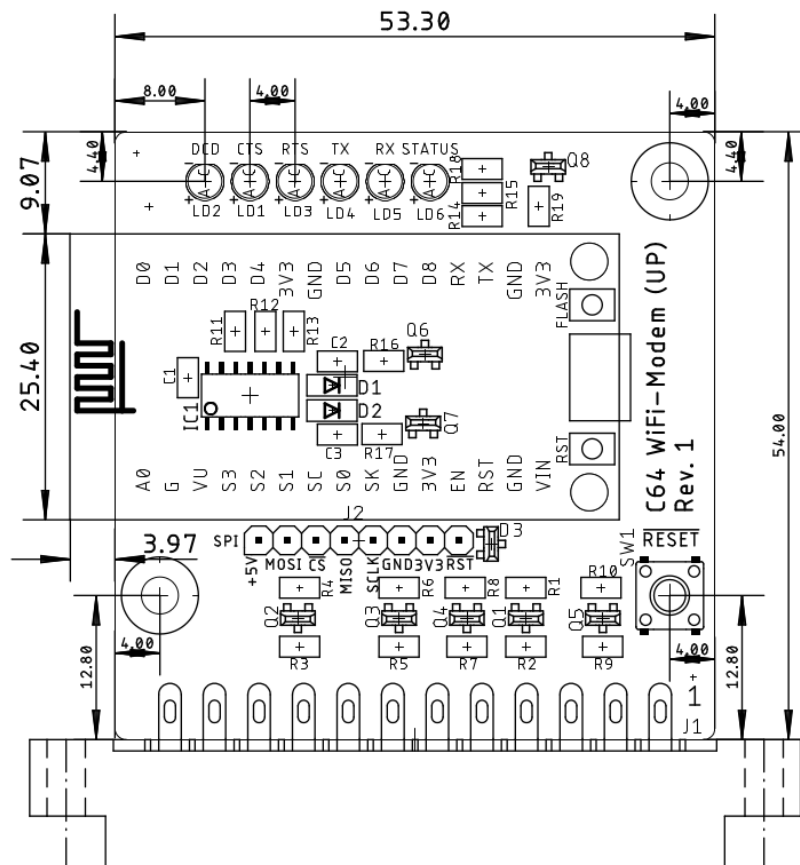 53.30
8.00 4.00 4.00
4.40 4.40
9.07
DCD CTS RTS TX RX STATUS
LD2 LD1 LD3 LD4 LD5 LD6
R18
R15
R14
Q8
R19
25.40
D0 D1 D2 D3 D4 3V3 GND D5 D6 D7 D8 RX TX GND 3V3
FLASH
R11 R12 R13
C2 R16 Q6
C1
IC1
D1
D2
C3 R17 Q7
A0 G VU S3 S2 S1 SC S0 SK GND 3V3 EN RST GND VIN
RST
C64 WiFi-Modem (UP)
Rev. 1
54.00
3.97
J2
SPI
D3
+5V MOSI CS MISO SCLK GND 3V3 RST
SW1
RESET
R4 R6 R8 R1 R10
Q2 Q3 Q4 Q1 Q5
R3 R5 R7 R2 R9
4.00 4.00
12.80 12.80
1
J1